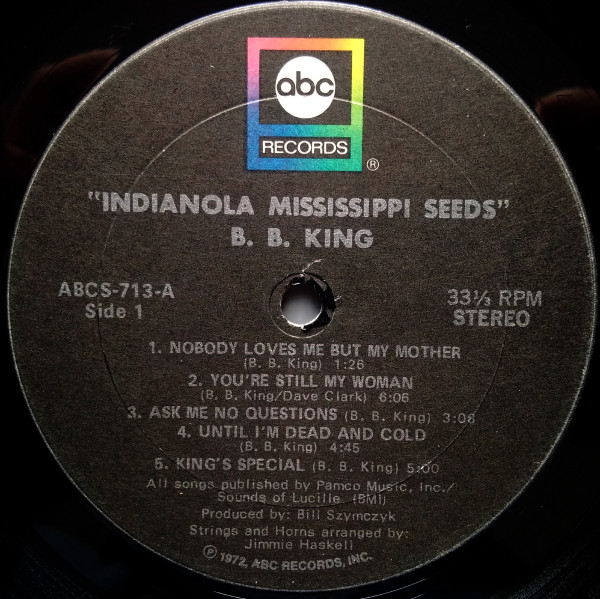 abc
RECORDS
®
"INDIANOLA MISSISSIPPI SEEDS"
B. B. KING
ABCS-713-A
Side 1
33⅓ RPM
STEREO
1. NOBODY LOVES ME BUT MY MOTHER
(B. B. King) 1:26
2. YOU'RE STILL MY WOMAN
(B. B. King/Dave Clark) 6:06
3. ASK ME NO QUESTIONS (B. B. King) 3:08
4. UNTIL I'M DEAD AND COLD
(B. B. King) 4:45
5. KING'S SPECIAL (B. B. King) 5:00
All songs published by Pamco Music, Inc./
Sounds of Lucille (BMI)
Produced by: Bill Szymczyk
Strings and Horns arranged by:
Jimmie Haskell
℗ 1972, ABC RECORDS, INC.